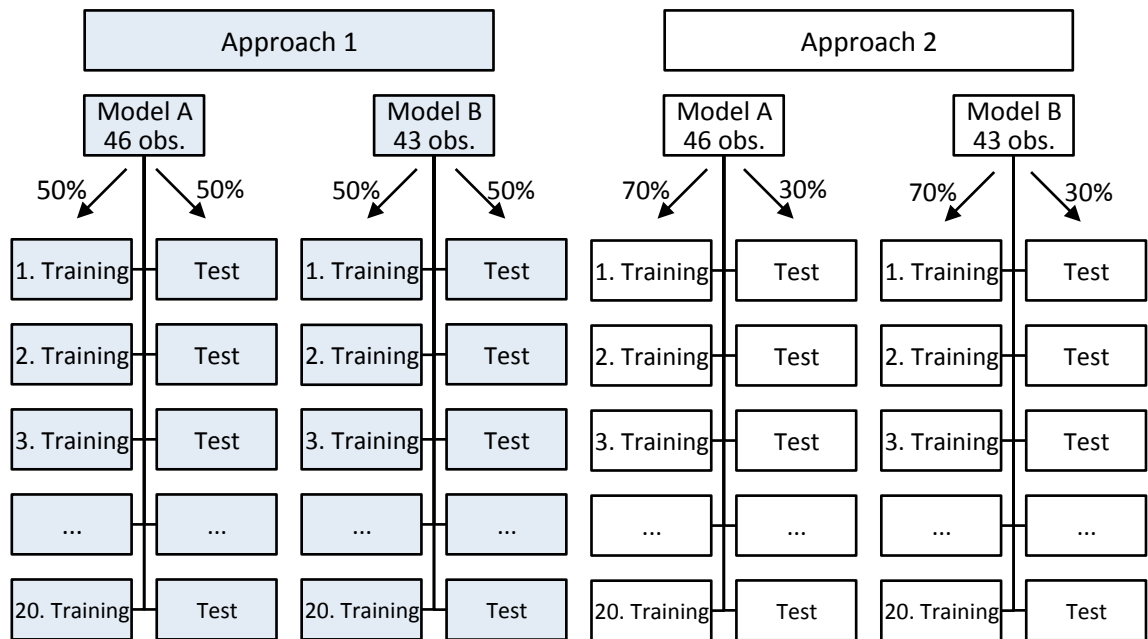 Approach 1
Approach 2
Model A
46 obs.
Model B
43 obs.
Model A
46 obs.
Model B
43 obs.
50% 50% 50% 50% 70% 30% 70% 30%
1. Training Test 1. Training Test 1. Training Test 1. Training Test
2. Training Test 2. Training Test 2. Training Test 2. Training Test
3. Training Test 3. Training Test 3. Training Test 3. Training Test
... ... ... ... ... ... ... ...
20. Training Test 20. Training Test 20. Training Test 20. Training Test